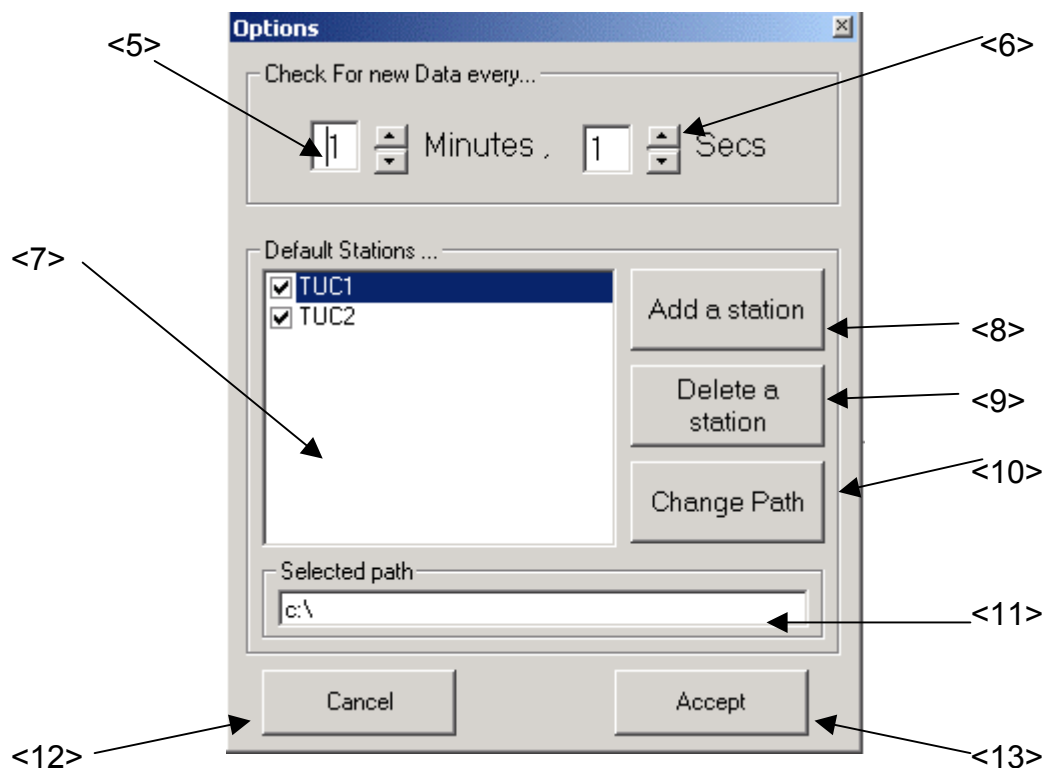 Options
<5>
<6>
Check For new Data every...
1 Minutes , 1 Secs
<7>
Default Stations ...
TUC1
TUC2
Add a station
<8>
Delete a
station
<9>
Change Path
<10>
Selected path
c:\
<11>
Cancel
Accept
<12>
<13>